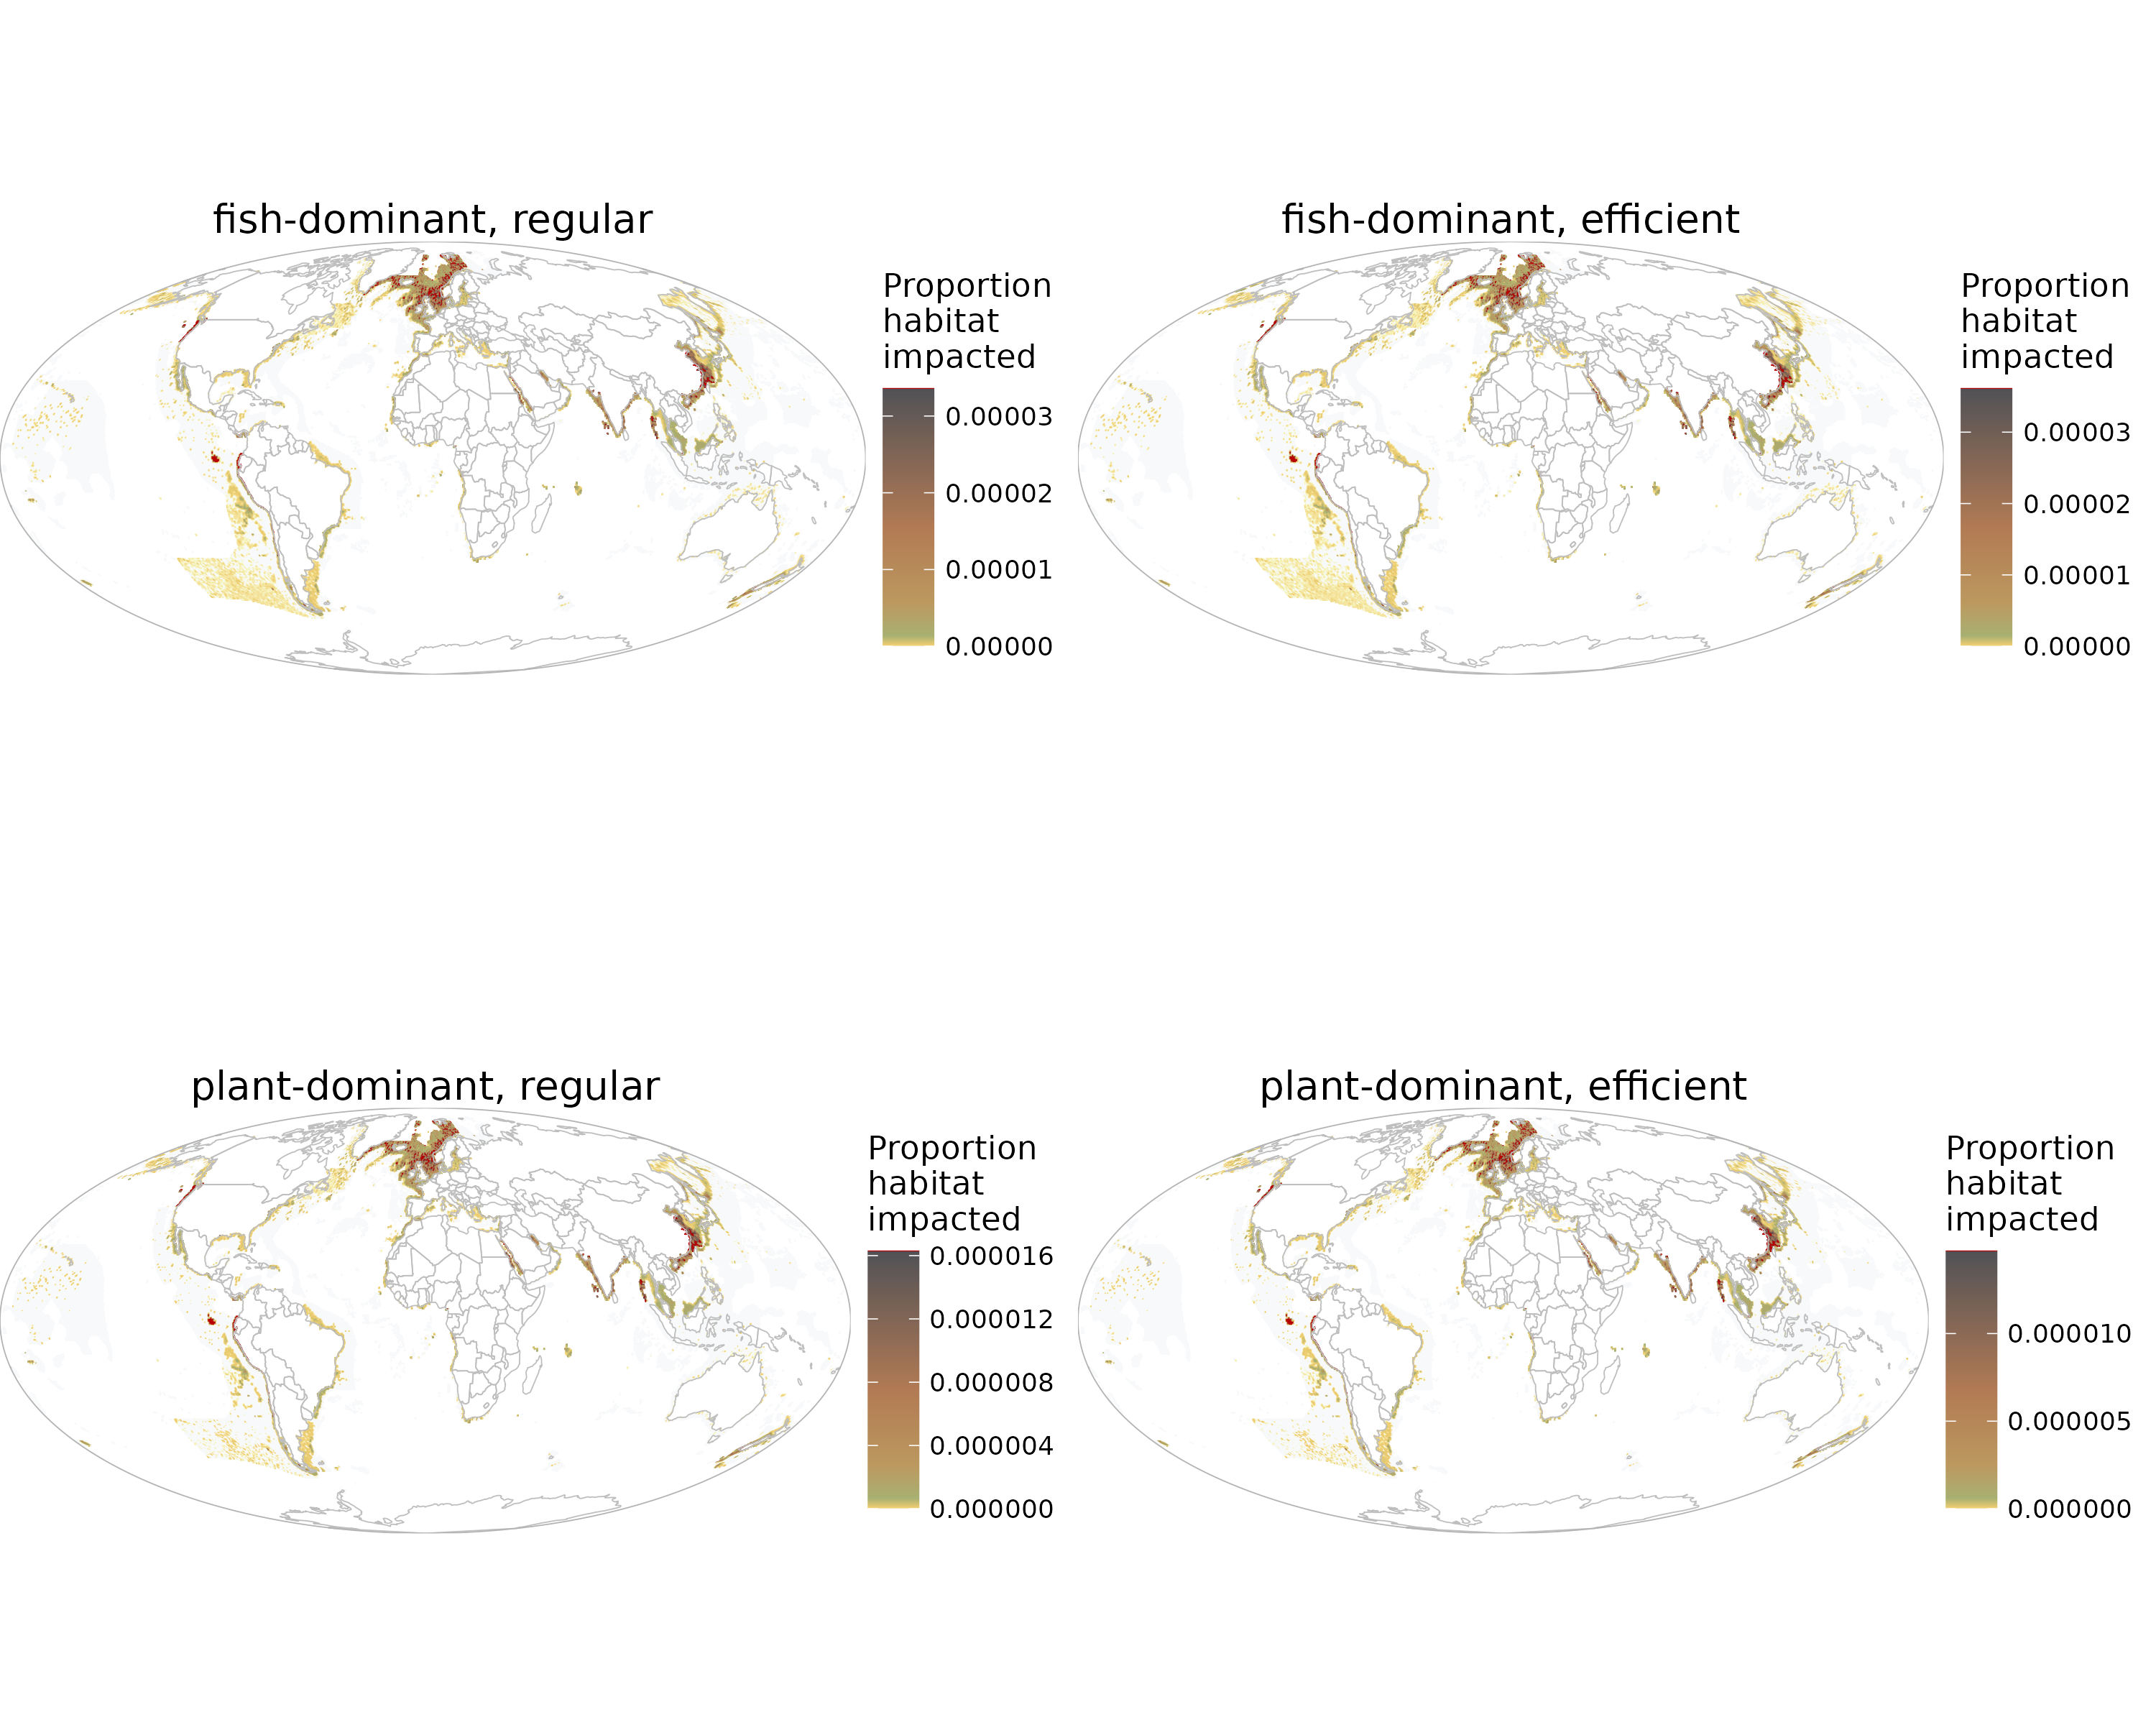 fish-dominant, regular
Proportion
habitat
impacted
0.00003
0.00002
0.00001
0.00000
fish-dominant, efficient
Proportion
habitat
impacted
0.00003
0.00002
0.00001
0.00000
plant-dominant, regular
Proportion
habitat
impacted
0.000016
0.000012
0.000008
0.000004
0.000000
plant-dominant, efficient
Proportion
habitat
impacted
0.000010
0.000005
0.000000